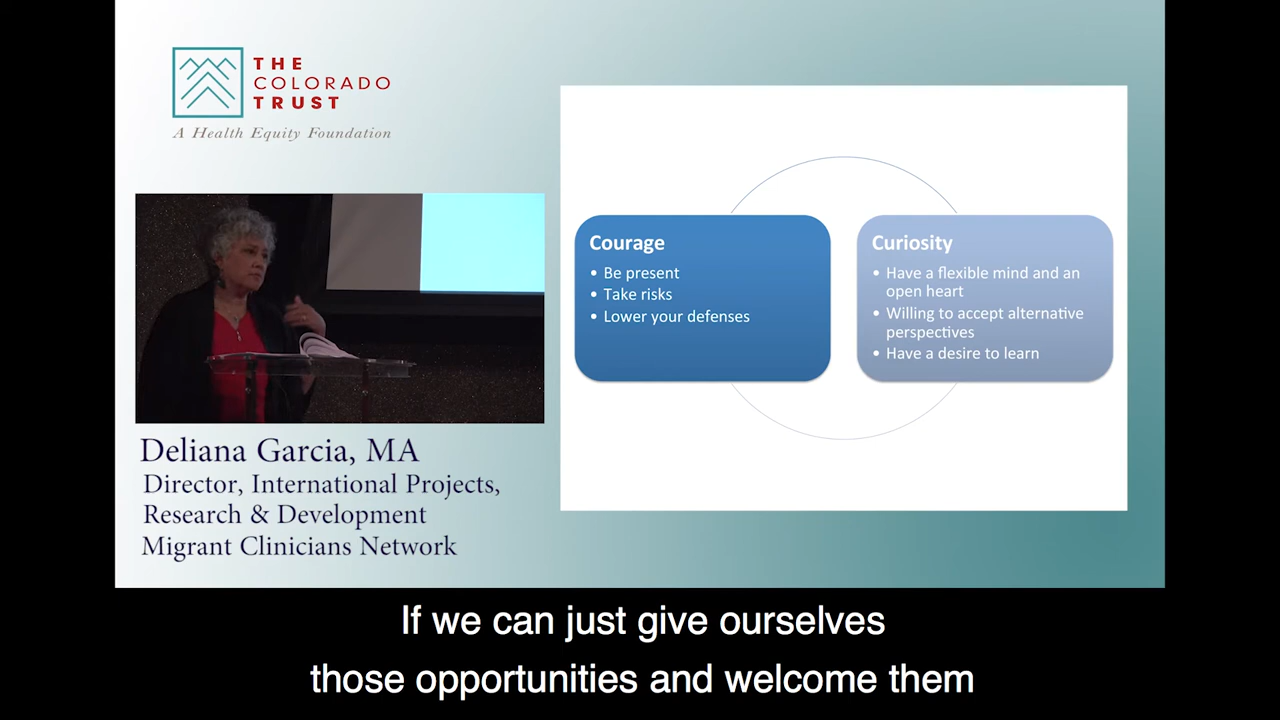 THE
COLORADO
TRUST
A Health Equity Foundation
Courage
• Be present
• Take risks
• Lower your defenses
Curiosity
• Have a flexible mind and an
open heart
• Willing to accept alternative
perspectives
• Have a desire to learn
Deliana Garcia, MA
Director, International Projects,
Research & Development
Migrant Clinicians Network
If we can just give ourselves
those opportunities and welcome them